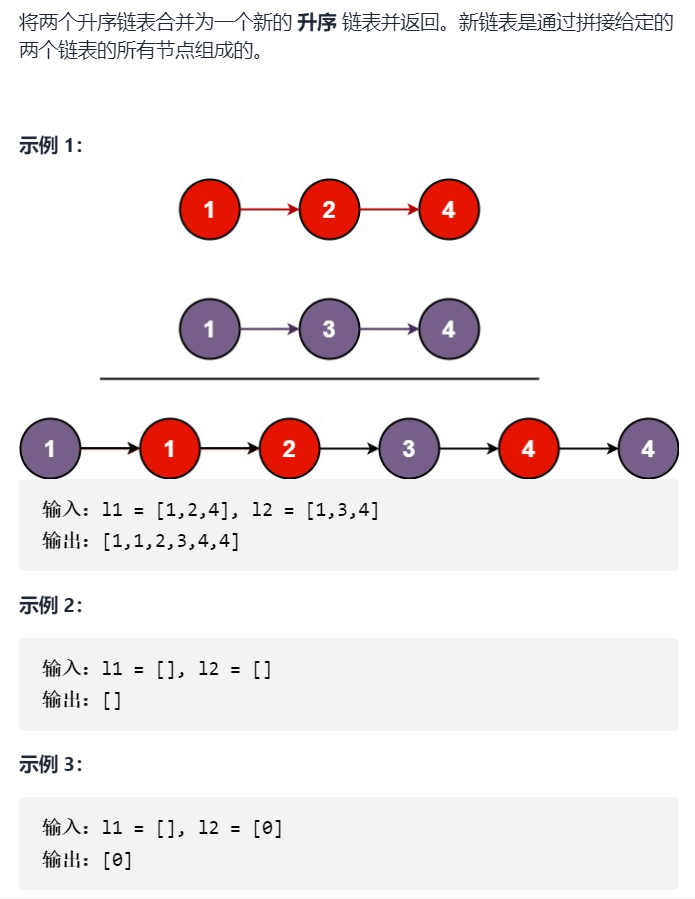 将两个升序链表合并为一个新的 升序 链表并返回。新链表是通过拼接给定的
两个链表的所有节点组成的。
示例 1：
1 2 4
1 3 4
1 1 2 3 4 4
输入：l1 = [1,2,4], l2 = [1,3,4]
输出：[1,1,2,3,4,4]
示例 2：
输入：l1 = [], l2 = []
输出：[]
示例 3：
输入：l1 = [], l2 = [0]
输出：[0]